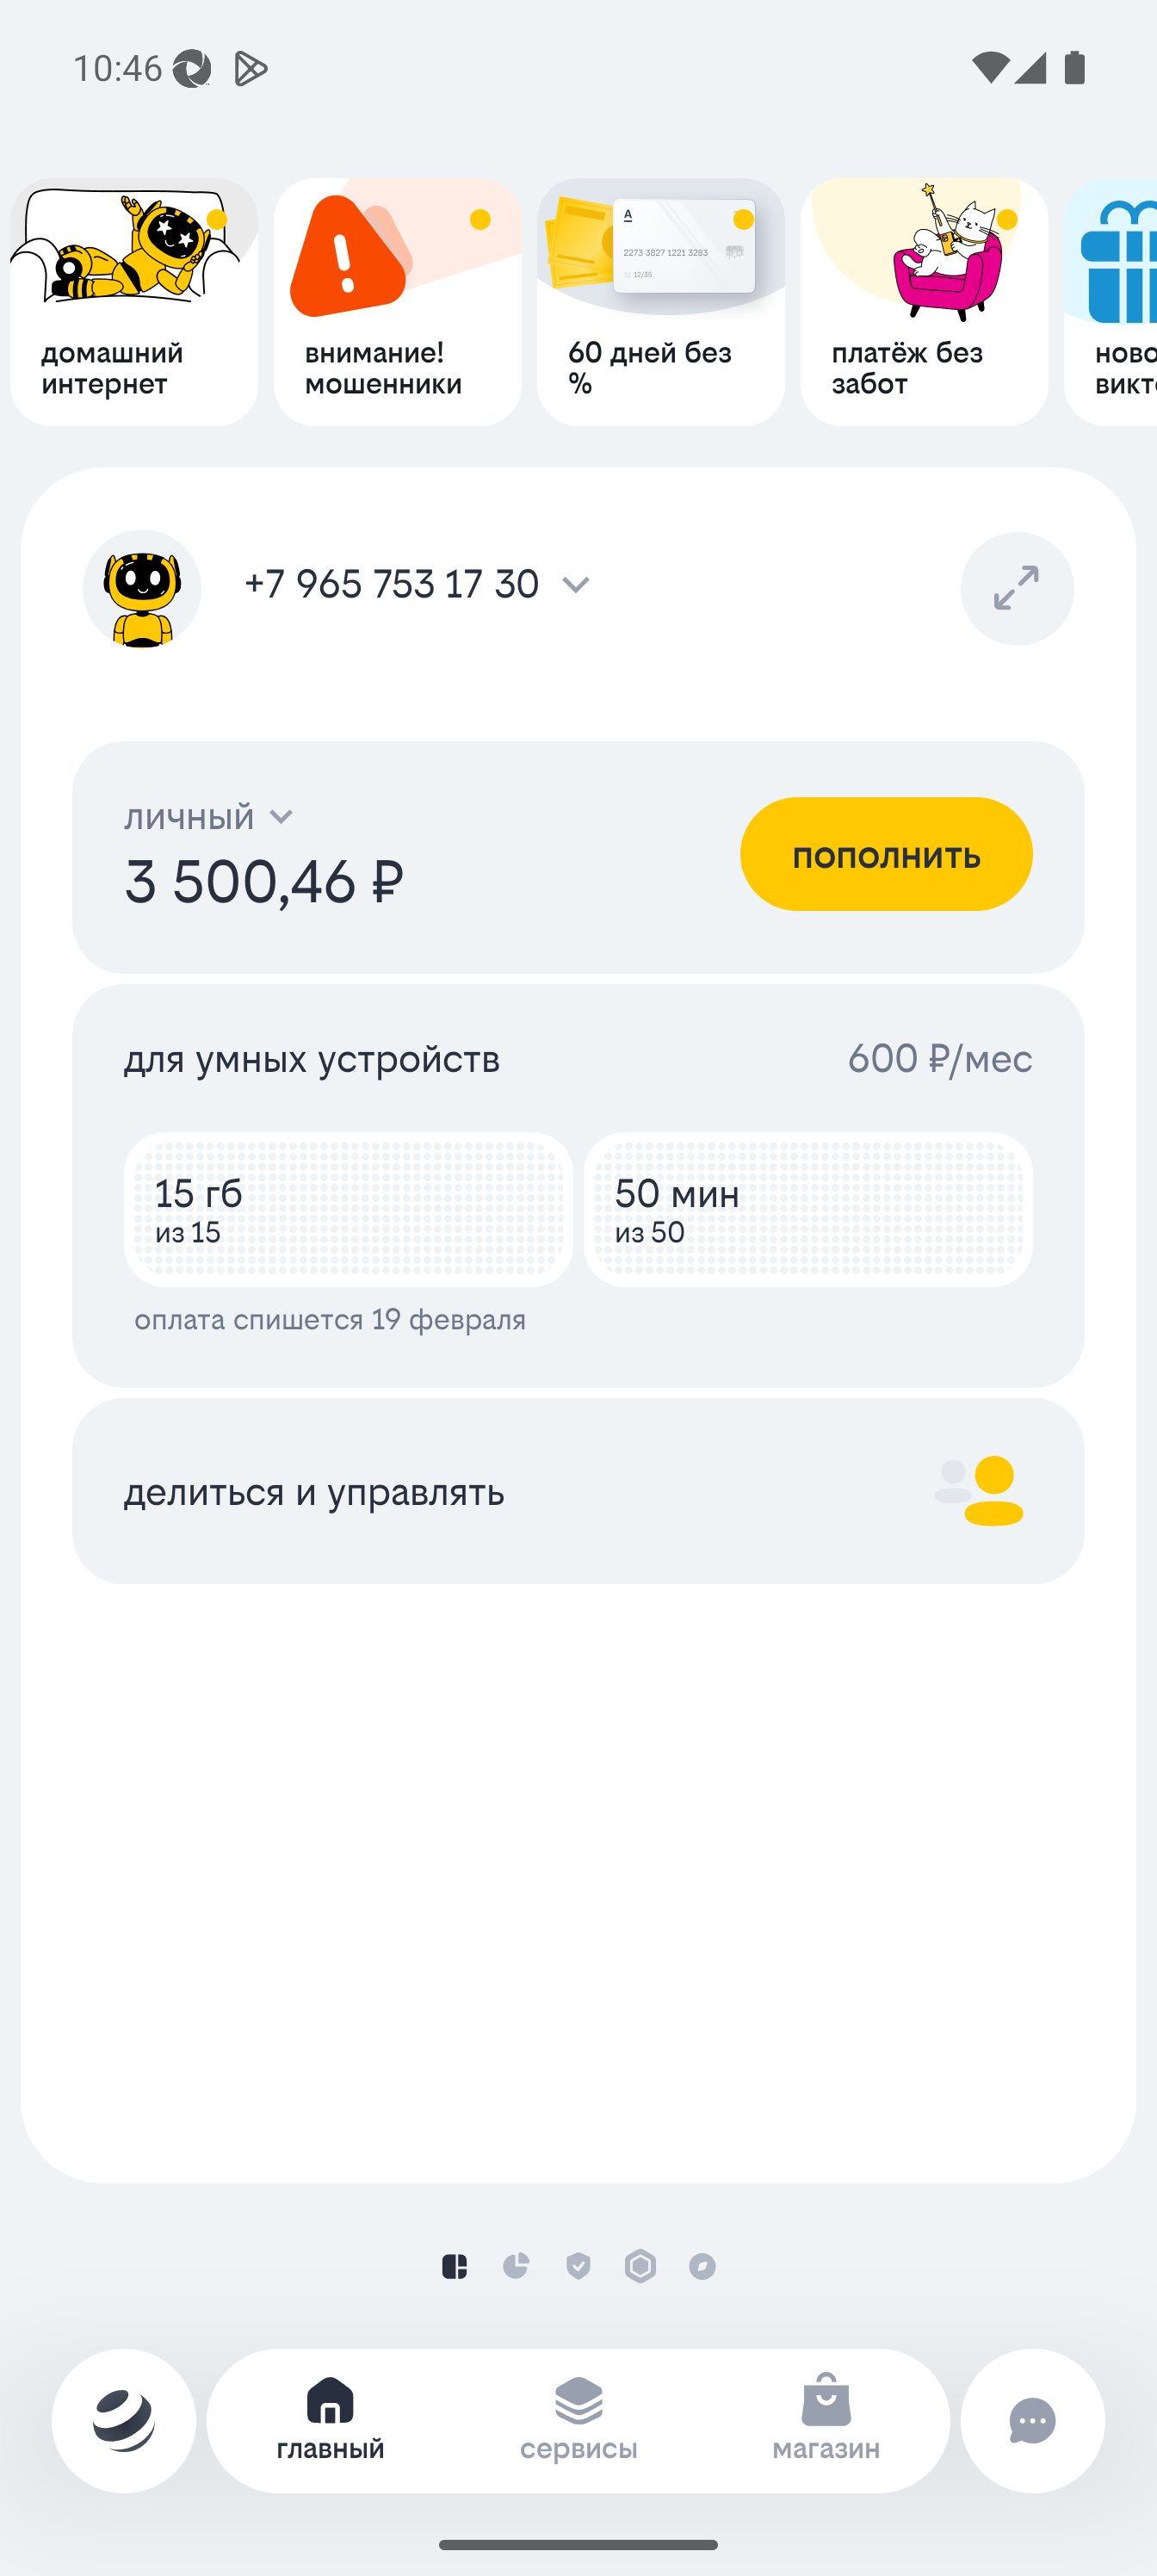 10:46
домашний
интернет
внимание!
мошенники
A
2273 3827 1221 3283
12/35
60 дней без
%
платёж без
забот
ново
викт
+7 965 753 17 30
личный
3 500,46 ₽
пополнить
для умных устройств
600 ₽/мес
15 гб
из 15
50 мин
из 50
оплата спишется 19 февраля
делиться и управлять
главный
сервисы
магазин